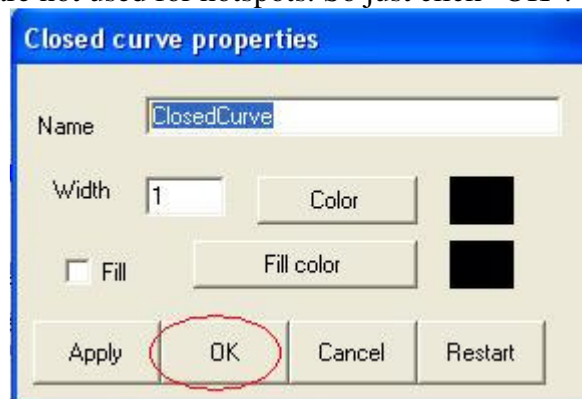 not used for hotspots. So just click "OK".
Closed curve properties
Name ClosedCurve
Width 1 Color
Fill Fill color
Apply OK Cancel Restart